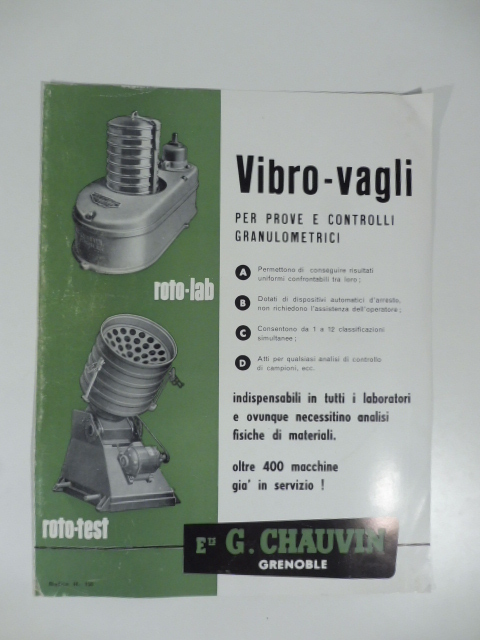 Vibro-vagli
PER PROVE E CONTROLLI
GRANULOMETRICI
A Permettono di conseguire risultati
uniformi confrontabili tra loro ;
B Dotati di dispositivi automatici d'arresto,
non richiedono l'assistenza dell'operatore ;
C Consentono da 1 a 12 classificazioni
simultanee ;
D Atti per qualsiasi analisi di controllo
di campioni, ecc.
roto-lab
indispensabili in tutti i laboratori
e ovunque necessitino analisi
fisiche di materiali.
oltre 400 macchine
gia' in servizio !
roto-test
Ets G. CHAUVIN
GRENOBLE